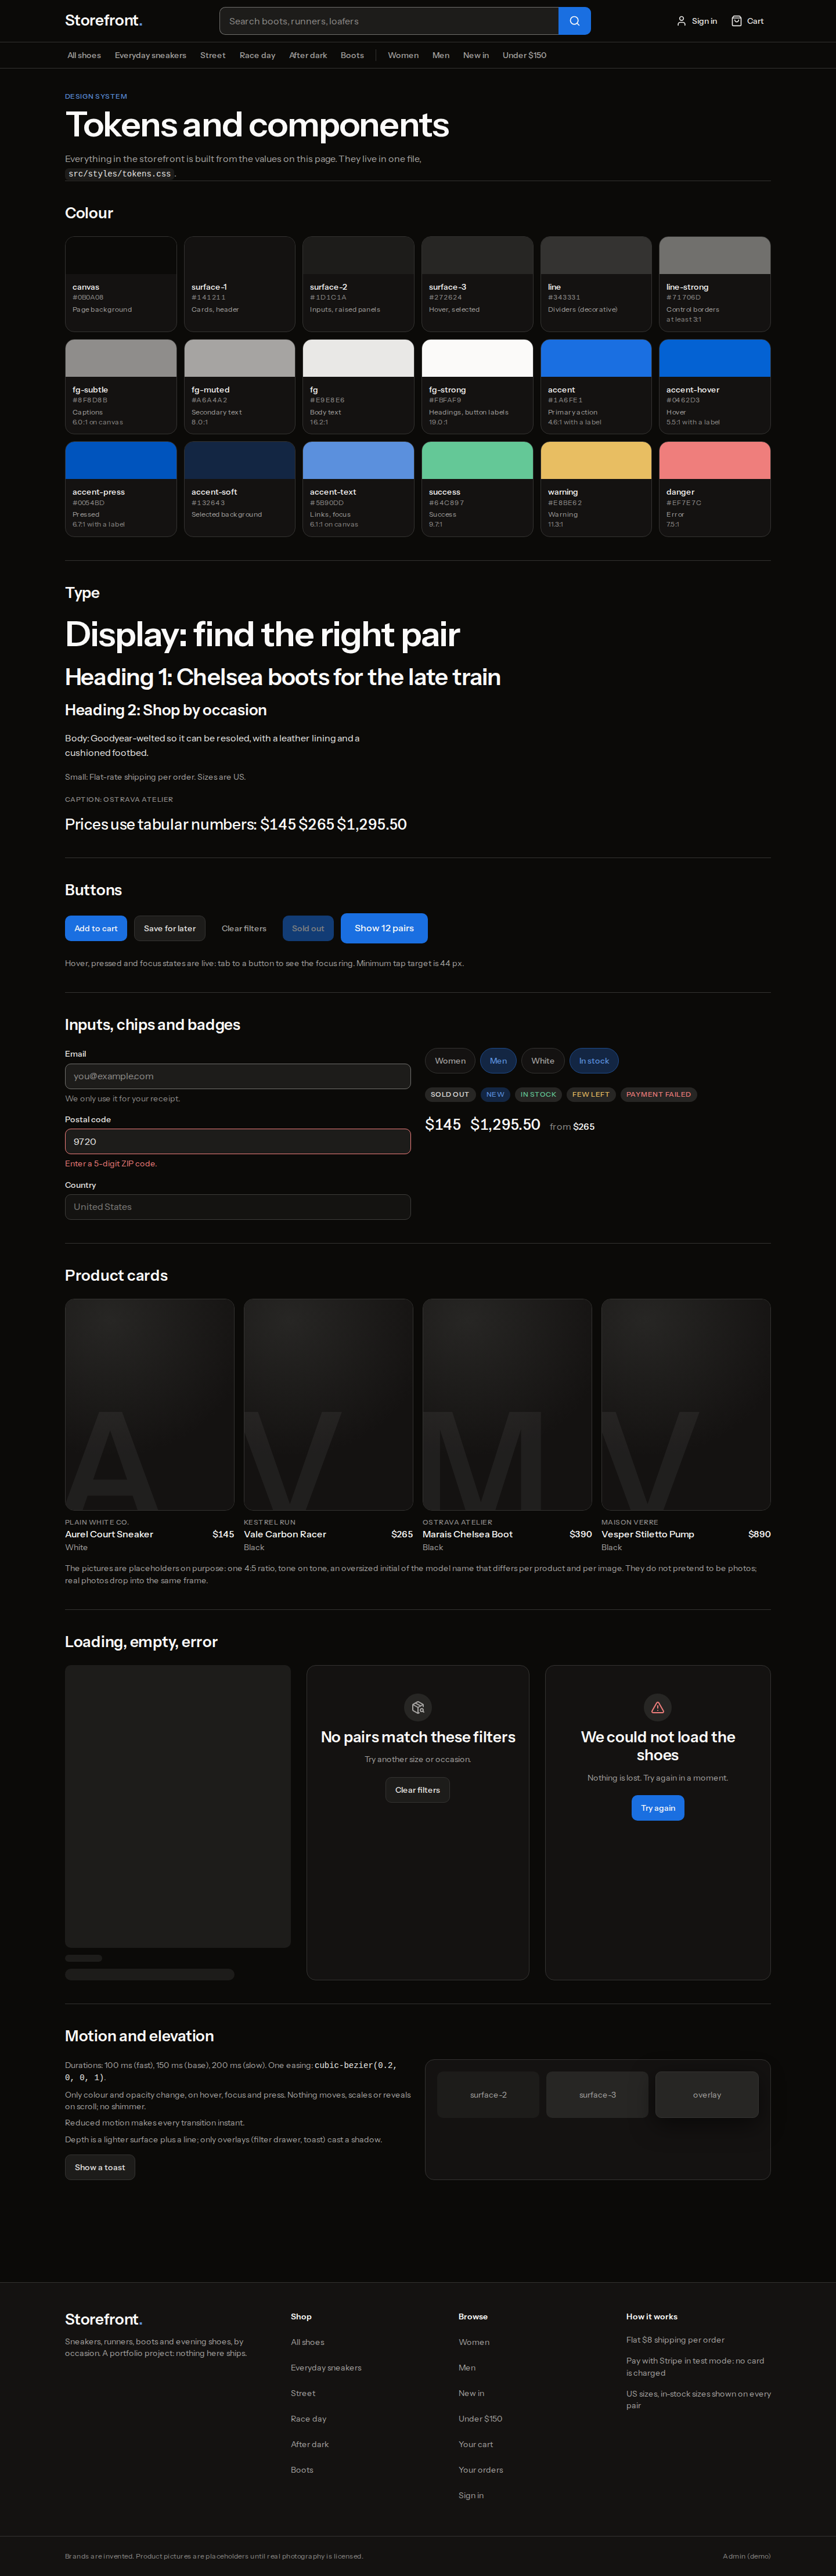 Storefront.
Search boots, runners, loafers
Sign in
Cart
All shoes
Everyday sneakers
Street
Race day
After dark
Boots
Women
Men
New in
Under $150
DESIGN SYSTEM
Tokens and components
Everything in the storefront is built from the values on this page. They live in one file,
src/styles/tokens.css.
Colour
canvas
#0B0A08
Page background
surface-1
#141211
Cards, header
surface-2
#1D1C1A
Inputs, raised panels
surface-3
#272624
Hover, selected
line
#343331
Dividers (decorative)
line-strong
#71706D
Control borders
at least 3:1
fg-subtle
#8F8D8B
Captions
6.0:1 on canvas
fg-muted
#A6A4A2
Secondary text
8.0:1
fg
#E9E8E6
Body text
16.2:1
fg-strong
#FBFAF9
Headings, button labels
19.0:1
accent
#1A6FE1
Primary action
4.6:1 with a label
accent-hover
#0462D3
Hover
5.5:1 with a label
accent-press
#0054BD
Pressed
6.7:1 with a label
accent-soft
#132643
Selected background
accent-text
#5B90DD
Links, focus
6.1:1 on canvas
success
#64C897
Success
9.7:1
warning
#E8BE62
Warning
11.3:1
danger
#EF7E7C
Error
7.5:1
Type
Display: find the right pair
Heading 1: Chelsea boots for the late train
Heading 2: Shop by occasion
Body: Goodyear-welted so it can be resoled, with a leather lining and a
cushioned footbed.
Small: Flat-rate shipping per order. Sizes are US.
CAPTION: OSTRAVA ATELIER
Prices use tabular numbers: $145 $265 $1,295.50
Buttons
Add to cart
Save for later
Clear filters
Sold out
Show 12 pairs
Hover, pressed and focus states are live: tab to a button to see the focus ring. Minimum tap target is 44 px.
Inputs, chips and badges
Email
you@example.com
We only use it for your receipt.
Postal code
9720
Enter a 5-digit ZIP code.
Country
United States
Women
Men
White
In stock
SOLD OUT
NEW
IN STOCK
FEW LEFT
PAYMENT FAILED
$145
$1,295.50
from $265
Product cards
A
V
M
V
PLAIN WHITE CO.
Aurel Court Sneaker
$145
White
KESTREL RUN
Vale Carbon Racer
$265
Black
OSTRAVA ATELIER
Marais Chelsea Boot
$390
Black
MAISON VERRE
Vesper Stiletto Pump
$890
Black
The pictures are placeholders on purpose: one 4:5 ratio, tone on tone, an oversized initial of the model name that differs per product and per image. They do not pretend to be photos;
real photos drop into the same frame.
Loading, empty, error
No pairs match these filters
Try another size or occasion.
Clear filters
We could not load the
shoes
Nothing is lost. Try again in a moment.
Try again
Motion and elevation
Durations: 100 ms (fast), 150 ms (base), 200 ms (slow). One easing: cubic-bezier(0.2,
0, 0, 1).
Only colour and opacity change, on hover, focus and press. Nothing moves, scales or reveals
on scroll; no shimmer.
Reduced motion makes every transition instant.
Depth is a lighter surface plus a line; only overlays (filter drawer, toast) cast a shadow.
Show a toast
surface-2
surface-3
overlay
Storefront.
Sneakers, runners, boots and evening shoes, by
occasion. A portfolio project: nothing here ships.
Shop
All shoes
Everyday sneakers
Street
Race day
After dark
Boots
Browse
Women
Men
New in
Under $150
Your cart
Your orders
Sign in
How it works
Flat $8 shipping per order
Pay with Stripe in test mode: no card
is charged
US sizes, in-stock sizes shown on every
pair
Brands are invented. Product pictures are placeholders until real photography is licensed.
Admin (demo)